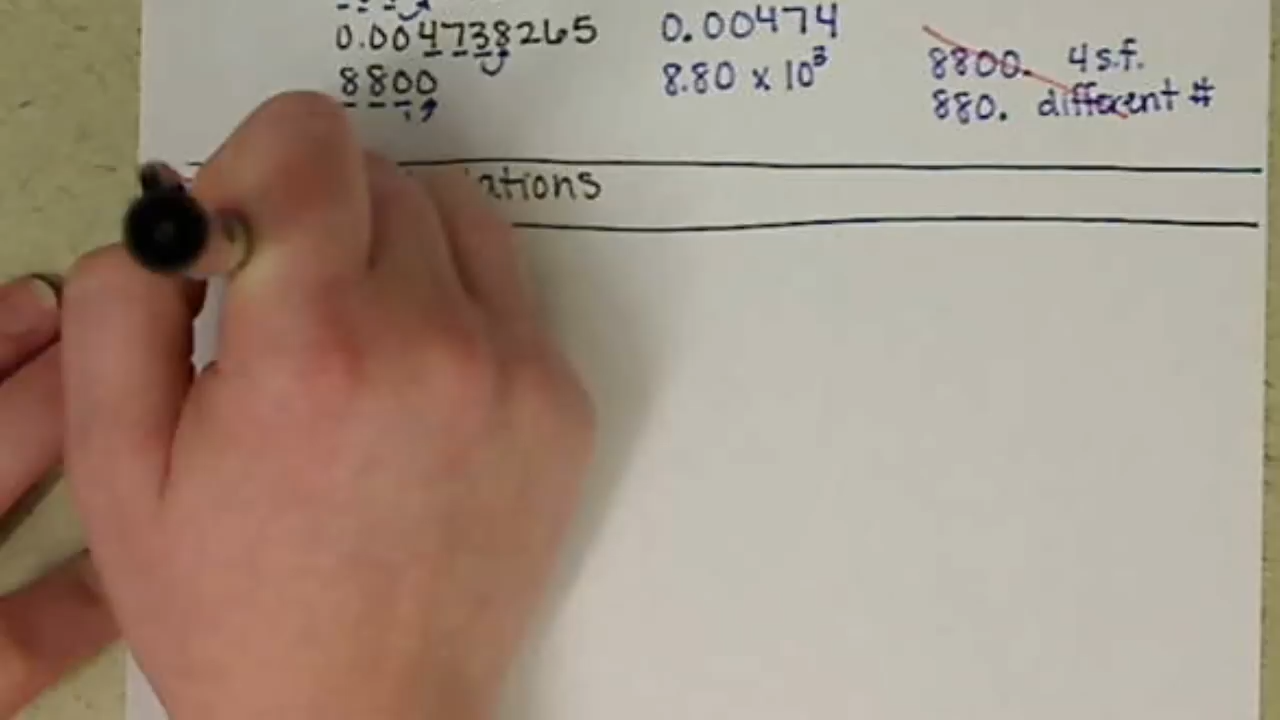 0.004738265 0.00474
8800 8.80 x 10³ 8800. 4 s.f.
880. different #
ations